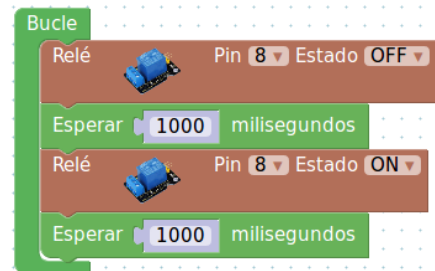 Bucle
Relé Pin 8 Estado OFF
Esperar 1000 milisegundos
Relé Pin 8 Estado ON
Esperar 1000 milisegundos